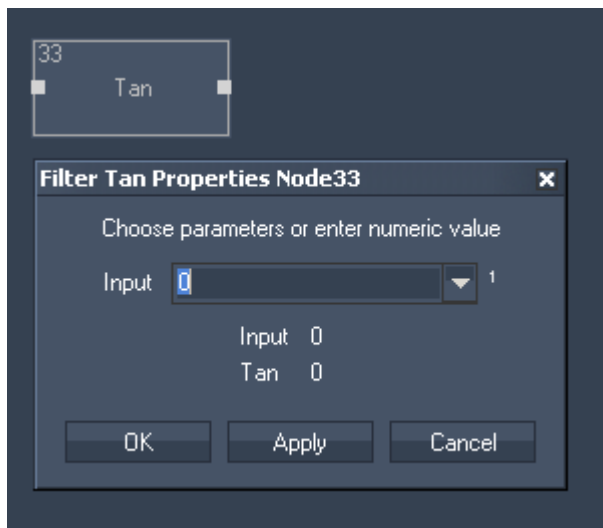 33
Tan
Filter Tan Properties Node33
Choose parameters or enter numeric value
Input 0 1
Input 0
Tan 0
OK Apply Cancel